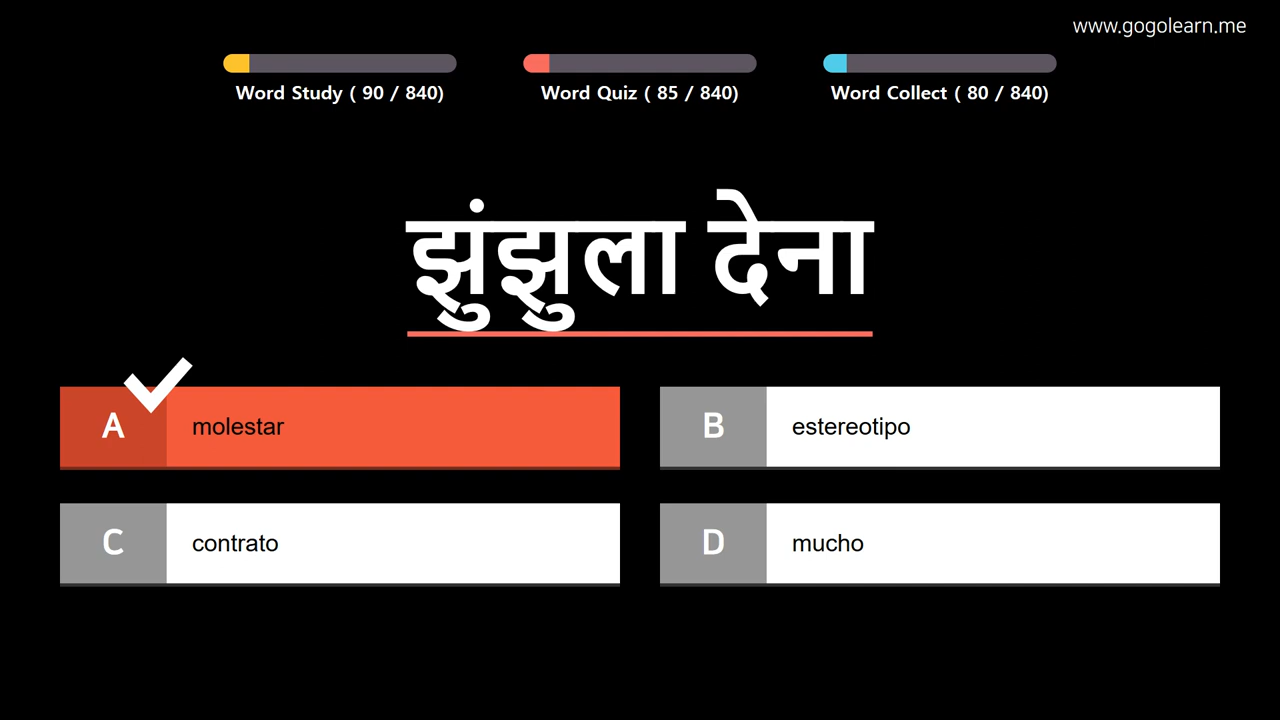 www.gogolearn.me
Word Study ( 90 / 840)
Word Quiz ( 85 / 840)
Word Collect ( 80 / 840)
झुंझुला देना
A molestar
B estereotipo
C contrato
D mucho